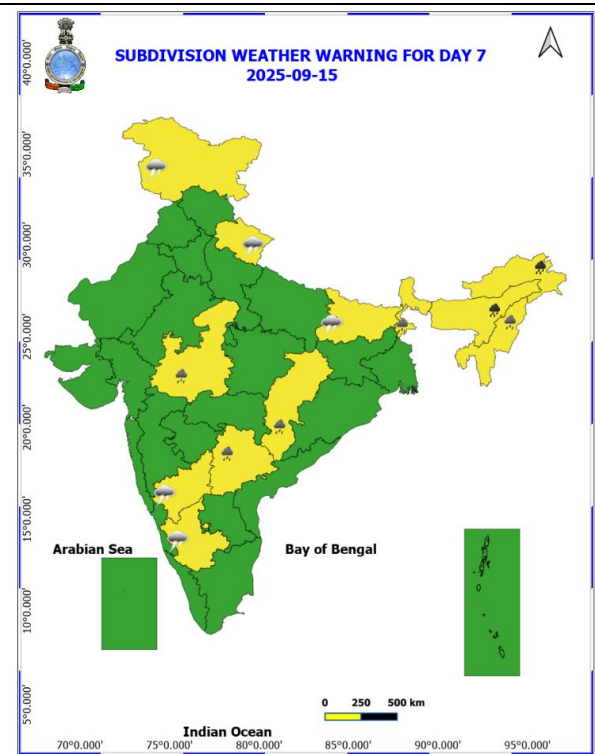 SUBDIVISION WEATHER WARNING FOR DAY 7
2025-09-15
40°0.000'
35°0.000'
30°0.000'
25°0.000'
20°0.000'
15°0.000'
10°0.000'
5°0.000'
Arabian Sea
Bay of Bengal
0 250 500 km
Indian Ocean
70°0.000' 75°0.000' 80°0.000' 85°0.000' 90°0.000' 95°0.000'